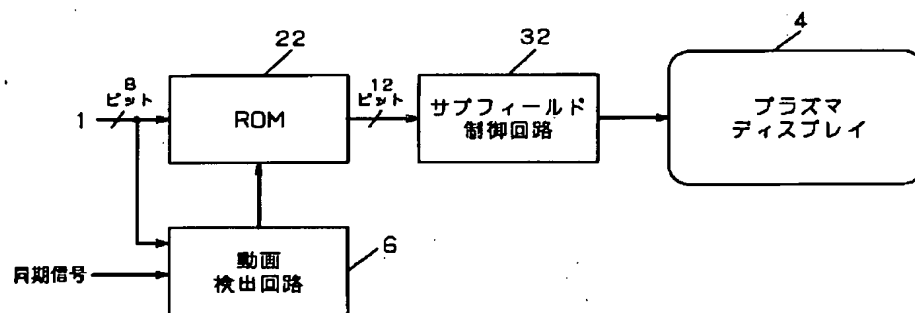 22
32
4
8
ビット
12
ビット
1
ROM
サブフィールド
制御回路
プラズマ
ディスプレイ
6
動画
検出回路
同期信号